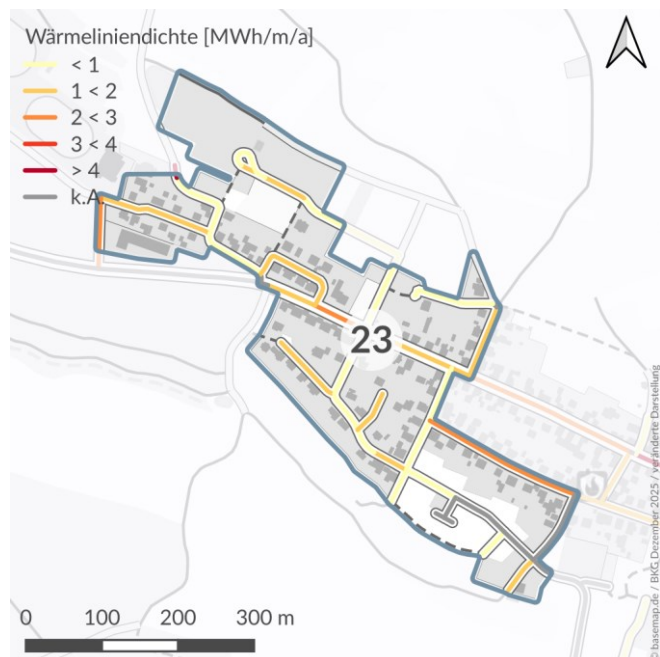 Wärmeliniendichte [MWh/m/a]
< 1
1 < 2
2 < 3
3 < 4
> 4
k.A.
23
0 100 200 300 m
© basemap.de / BKG Dezember 2025 / veränderte Darstellung